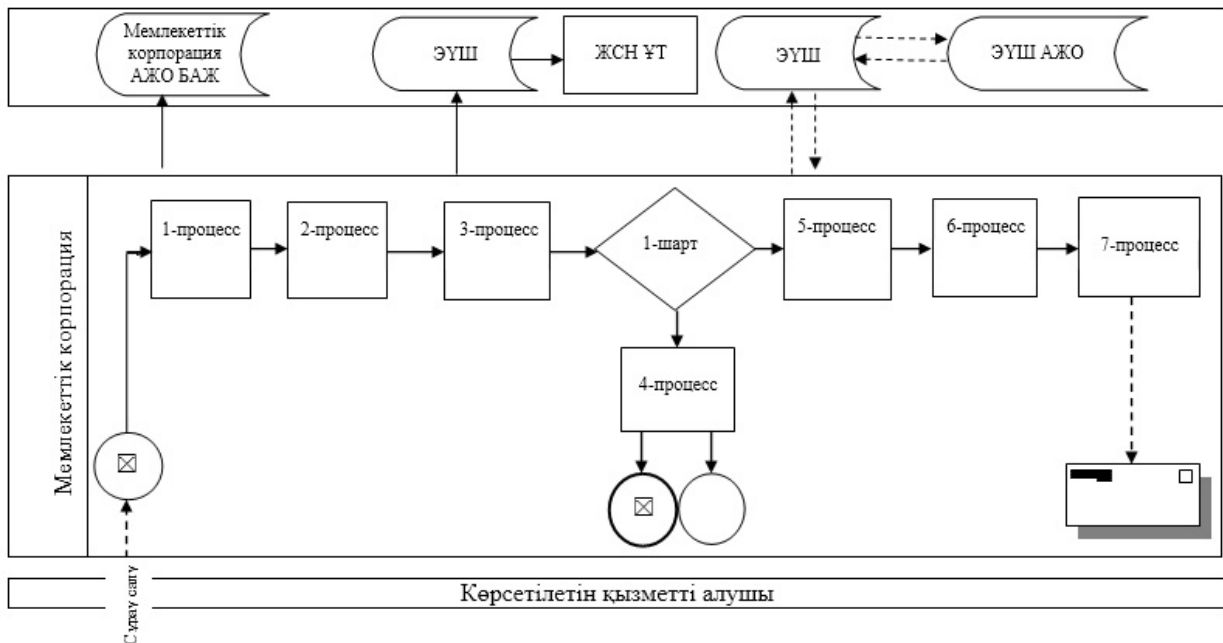 Мемлекеттік
корпорация
АЖО БАЖ
ЭҮШ
ЖСН ҰТ
ЭҮШ
ЭҮШ АЖО
Мемлекеттік корпорация
1-процесс
2-процесс
3-процесс
1-шарт
5-процесс
6-процесс
7-процесс
4-процесс
Сұрау салу
Көрсетілетін қызметті алушы